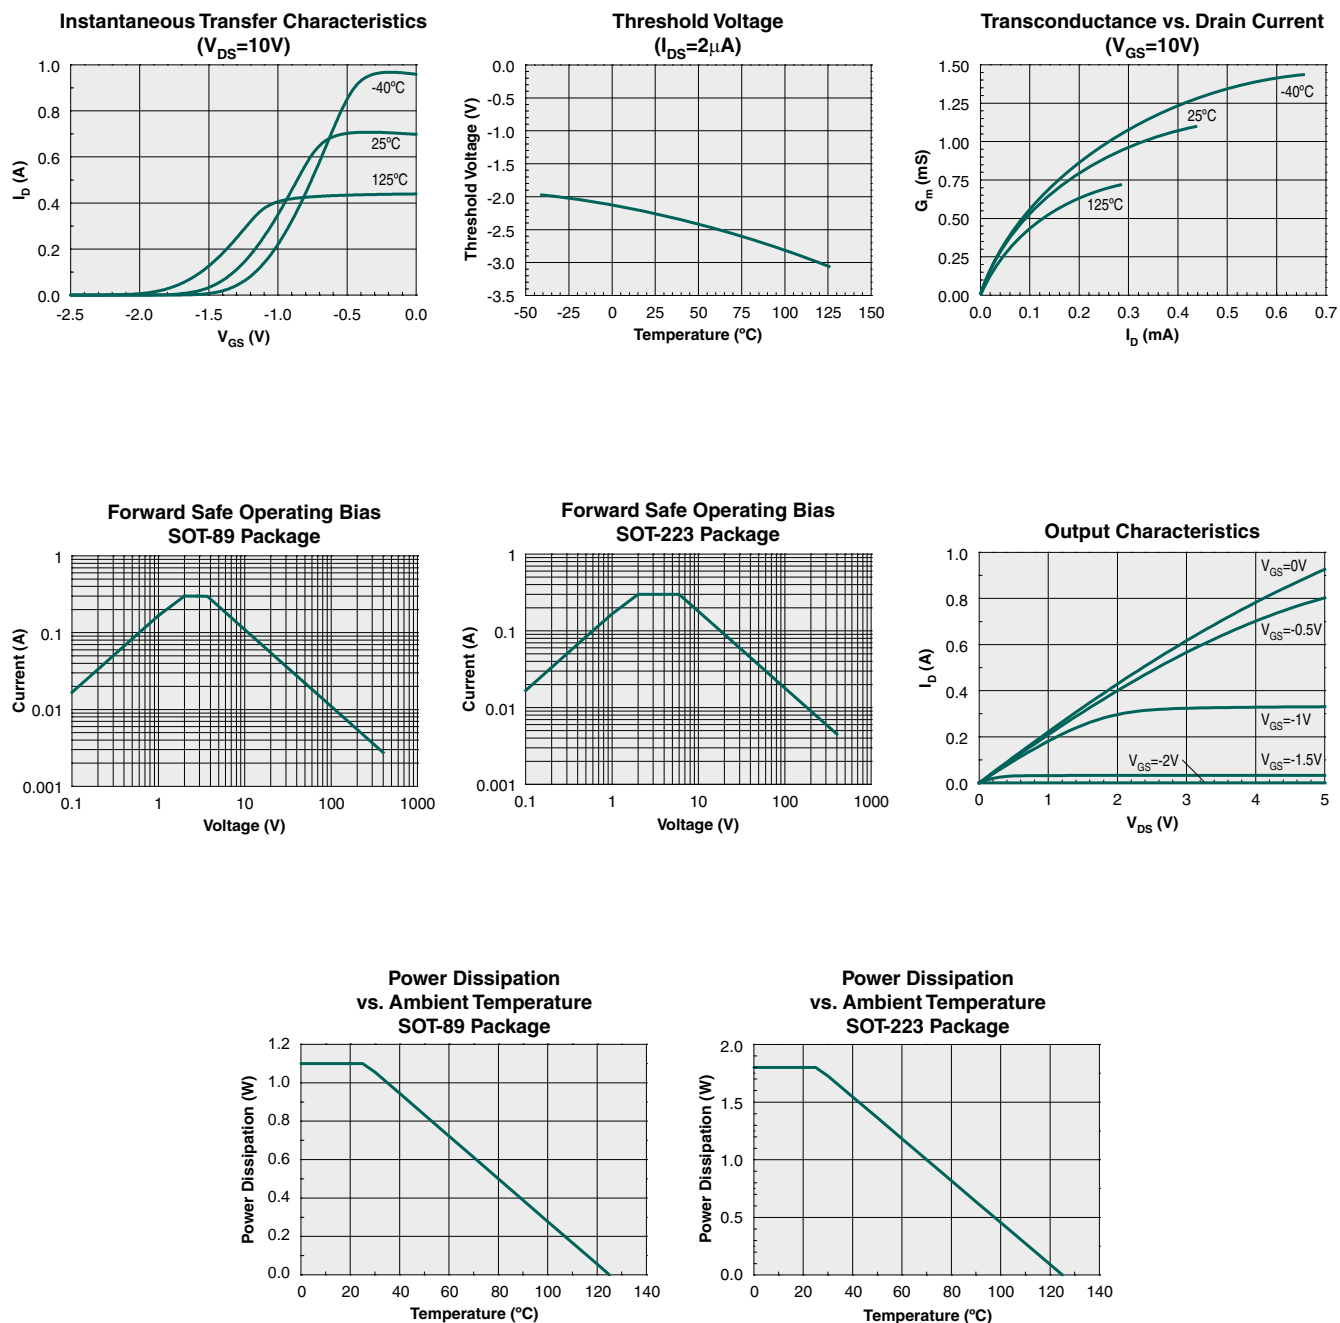 Instantaneous Transfer Characteristics
(VDS=10V)
1.0
0.8
0.6
0.4
0.2
0.0
ID (A)
-40ºC
25ºC
125ºC
-2.5 -2.0 -1.5 -1.0 -0.5 0.0
VGS (V)
Threshold Voltage
(IDS=2μA)
0.0
-0.5
-1.0
-1.5
-2.0
-2.5
-3.0
-3.5
Threshold Voltage (V)
-50 -25 0 25 50 75 100 125 150
Temperature (ºC)
Transconductance vs. Drain Current
(VGS=10V)
1.50
1.25
1.00
0.75
0.50
0.25
0.00
Gm (mS)
-40ºC
25ºC
125ºC
0.0 0.1 0.2 0.3 0.4 0.5 0.6 0.7
ID (mA)
Forward Safe Operating Bias
SOT-89 Package
1
0.1
0.01
0.001
Current (A)
0.1 1 10 100 1000
Voltage (V)
Forward Safe Operating Bias
SOT-223 Package
1
0.1
0.01
0.001
Current (A)
0.1 1 10 100 1000
Voltage (V)
Output Characteristics
1.0
0.8
0.6
0.4
0.2
0.0
ID (A)
VGS=0V
VGS=-0.5V
VGS=-1V
VGS=-2V
VGS=-1.5V
0 1 2 3 4 5
VDS (V)
Power Dissipation
vs. Ambient Temperature
SOT-89 Package
1.2
1.0
0.8
0.6
0.4
0.2
0.0
Power Dissipation (W)
0 20 40 60 80 100 120 140
Temperature (ºC)
Power Dissipation
vs. Ambient Temperature
SOT-223 Package
2.0
1.5
1.0
0.5
0.0
Power Dissipation (W)
0 20 40 60 80 100 120 140
Temperature (ºC)